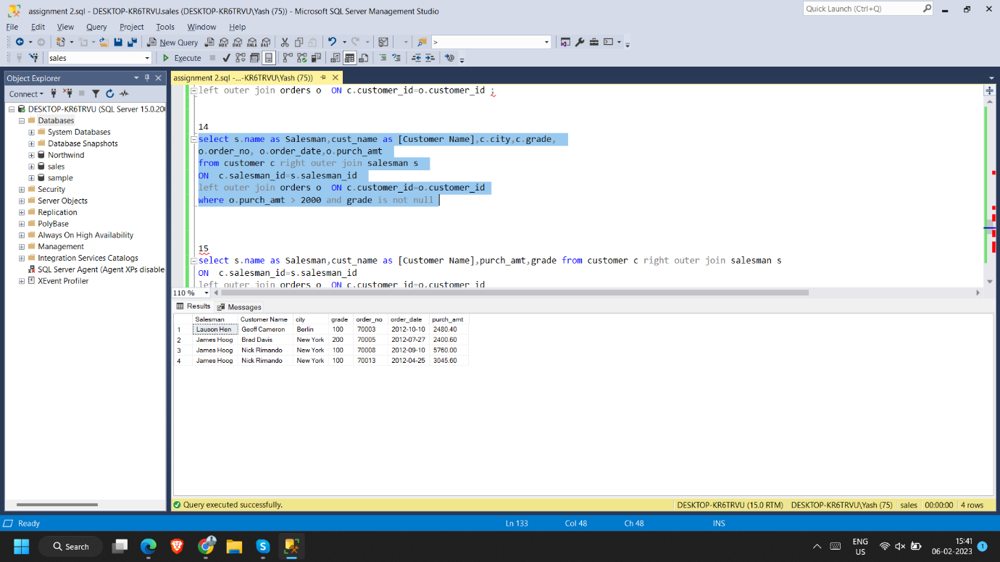 assignment 2.sql - DESKTOP-KR6TRVU.sales (DESKTOP-KR6TRVU\Yash (75)) - Microsoft SQL Server Management Studio
Quick Launch (Ctrl+Q)
File Edit View Query Project Tools Window Help
New Query
MDX DMX XMLA DAX
>
sales
Execute
Object Explorer
assignment 2.sql -...-KR6TRVU\Yash (75))
Connect
DESKTOP-KR6TRVU (SQL Server 15.0.200
Databases
System Databases
Database Snapshots
Northwind
sales
sample
Security
Server Objects
Replication
PolyBase
Always On High Availability
Management
Integration Services Catalogs
SQL Server Agent (Agent XPs disable
XEvent Profiler
left outer join orders o ON c.customer_id=o.customer_id ;
14
select s.name as Salesman,cust_name as [Customer Name],c.city,c.grade,
o.order_no, o.order_date,o.purch_amt
from customer c right outer join salesman s
ON c.salesman_id=s.salesman_id
left outer join orders o ON c.customer_id=o.customer_id
where o.purch_amt > 2000 and grade is not null
15
select s.name as Salesman,cust_name as [Customer Name],purch_amt,grade from customer c right outer join salesman s
ON c.salesman_id=s.salesman_id
left outer join orders o ON c.customer_id=o.customer_id
110 %
Results Messages
Salesman Customer Name city grade order_no order_date purch_amt
1 Lauson Hen Geoff Cameron Berlin 100 70003 2012-10-10 2480.40
2 James Hoog Brad Davis New York 200 70005 2012-07-27 2400.60
3 James Hoog Nick Rimando New York 100 70008 2012-09-10 5760.00
4 James Hoog Nick Rimando New York 100 70013 2012-04-25 3045.60
Query executed successfully. DESKTOP-KR6TRVU (15.0 RTM) DESKTOP-KR6TRVU\Yash (75) sales 00:00:00 4 rows
Ready Ln 133 Col 48 Ch 48 INS
Search
ENG
US
15:41
06-02-2023
1